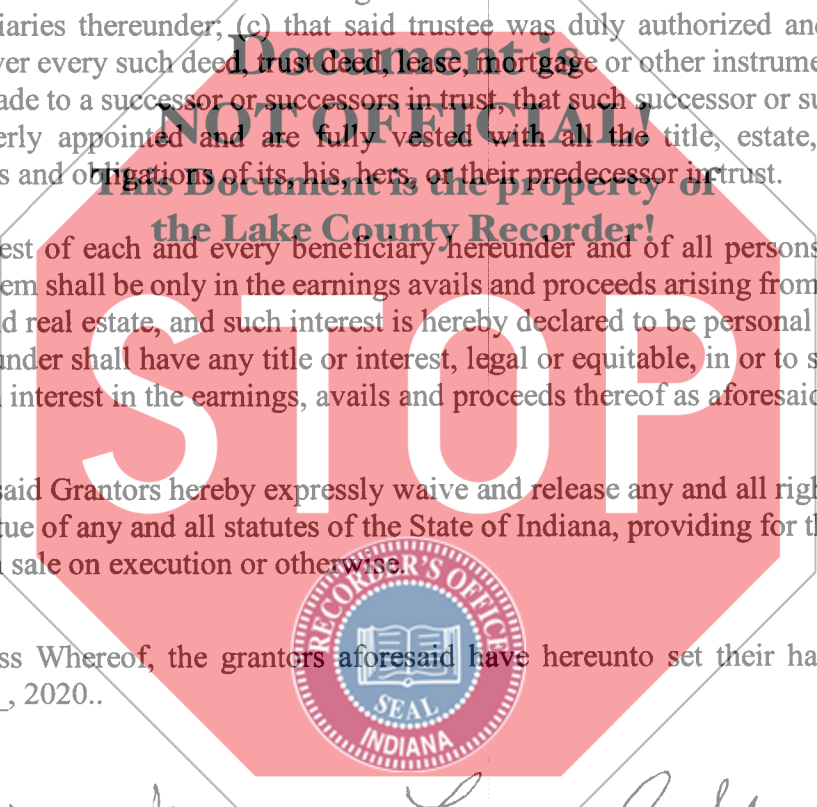 iaries thereunder; (c) that said trustee was duly authorized and
Document is
ver every such deed, trust deed, lease, mortgage or other instrume
ade to a successor or successors in trust, that such successor or su
NOT OFFICIAL!
erly appointed and are fully vested with all the title, estate,
s and obligations of its, his, hers, or their predecessor in trust.
This Document is the property of
the Lake County Recorder!
est of each and every beneficiary hereunder and of all persons
em shall be only in the earnings avails and proceeds arising from
d real estate, and such interest is hereby declared to be personal
under shall have any title or interest, legal or equitable, in or to s
interest in the earnings, avails and proceeds thereof as aforesaid
STOP
said Grantors hereby expressly waive and release any and all righ
tue of any and all statutes of the State of Indiana, providing for th
sale on execution or otherwise.
RECORDER'S OFFICE
ss Whereof, the grantors aforesaid have hereunto set their ha
_, 2020..
SEAL
INDIANA